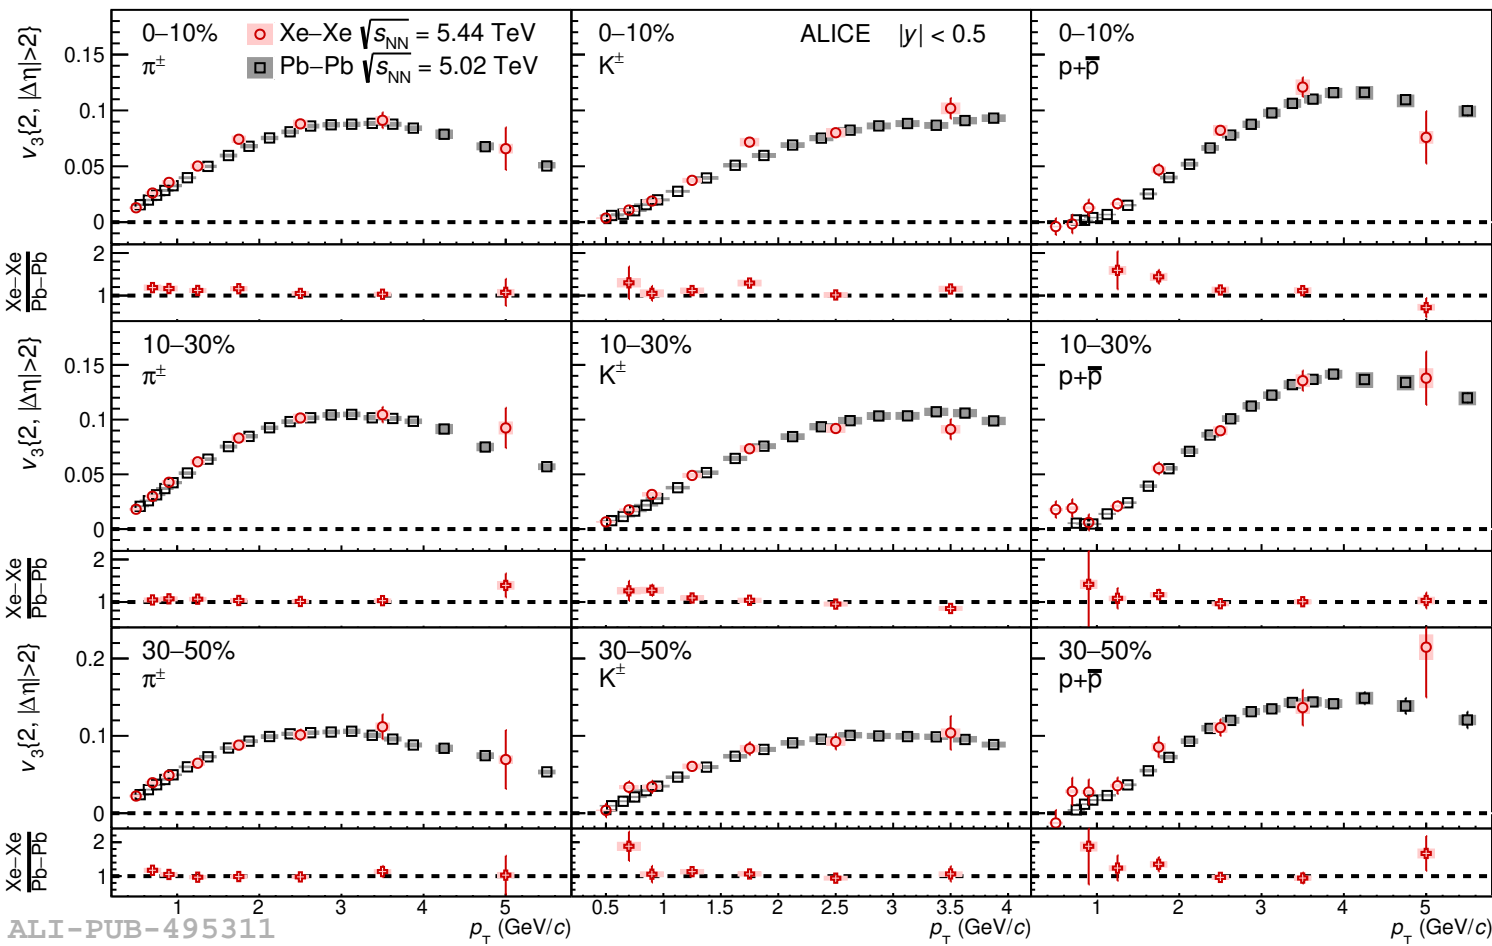 0–10% Xe–Xe √sNN = 5.44 TeV
π± Pb–Pb √sNN = 5.02 TeV
0–10% ALICE |y| < 0.5
K±
0–10%
p+p̅
v3{2, |Δη|>2}
0.15
0.1
0.05
0
Xe–Xe
Pb–Pb
2
1
10–30%
π±
10–30%
K±
10–30%
p+p̅
v3{2, |Δη|>2}
0.15
0.1
0.05
0
Xe–Xe
Pb–Pb
2
1
30–50%
π±
30–50%
K±
30–50%
p+p̅
v3{2, |Δη|>2}
0.2
0.1
0
Xe–Xe
Pb–Pb
2
1
1 2 3 4 5
0.5 1 1.5 2 2.5 3 3.5 4
1 2 3 4 5
pT (GeV/c)
pT (GeV/c)
pT (GeV/c)
ALI-PUB-495311